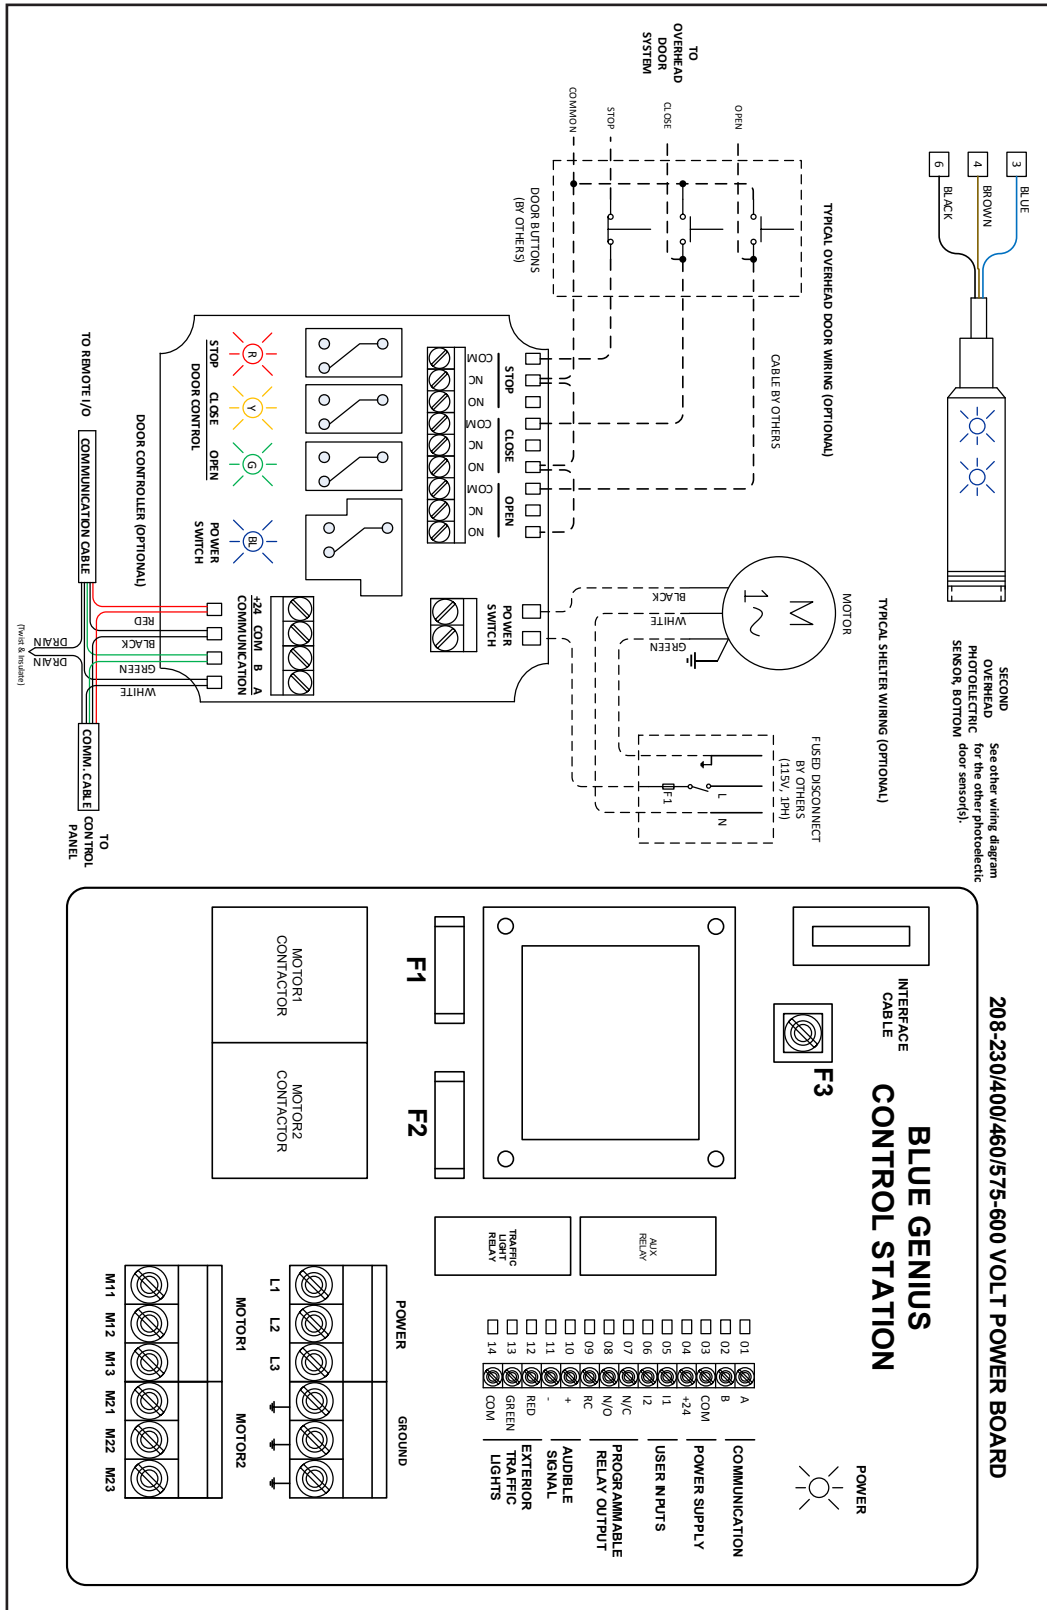 208-230/400/460/575-600 VOLT POWER BOARD
BLUE GENIUS
CONTROL STATION
INTERFACE
CABLE
F3
POWER
F1
F2
MOTOR1
CONTACTOR
MOTOR2
CONTACTOR
AUX
RELAY
TRAFFIC
LIGHT
RELAY
01 A
02 B
03 COM
04 +24
05 I1
06 I2
07 N/C
08 N/O
09 RC
10 +
11 -
12 RED
13 GREEN
14 COM
COMMUNICATION
POWER SUPPLY
USER INPUTS
PROGRAMMABLE
RELAY OUTPUT
AUDIBLE
SIGNAL
EXTERIOR
TRAFFIC
LIGHTS
POWER
GROUND
L1 L2 L3
MOTOR1
MOTOR2
M11 M12 M13 M21 M22 M23
3
BLUE
4
BROWN
6
BLACK
SECOND
OVERHEAD
PHOTOELECTRIC
SENSOR, BOTTOM
See other wiring diagram
for the other photoelectic
door sensor(s).
TYPICAL OVERHEAD DOOR WIRING (OPTIONAL)
TO
OVERHEAD
DOOR
SYSTEM
OPEN
CLOSE
STOP
COMMON
DOOR BUTTONS
(BY OTHERS)
CABLE BY OTHERS
TYPICAL SHELTER WIRING (OPTIONAL)
MOTOR
M
1~
BLACK
WHITE
GREEN
FUSED DISCONNECT
BY OTHERS
(115V, 1PH)
L
N
F1
STOP
CLOSE
OPEN
COM NC NO COM NC NO COM NC NO
POWER
SWITCH
R
Y
G
BL
STOP CLOSE OPEN
DOOR CONTROL
POWER
SWITCH
+24 COM B A
COMMUNICATION
DOOR CONTROLLER (OPTIONAL)
RED
BLACK
GREEN
WHITE
TO REMOTE I/O
COMMUNICATION CABLE
DRAIN
DRAIN
(Twist & Insulate)
COMM. CABLE
TO
CONTROL
PANEL